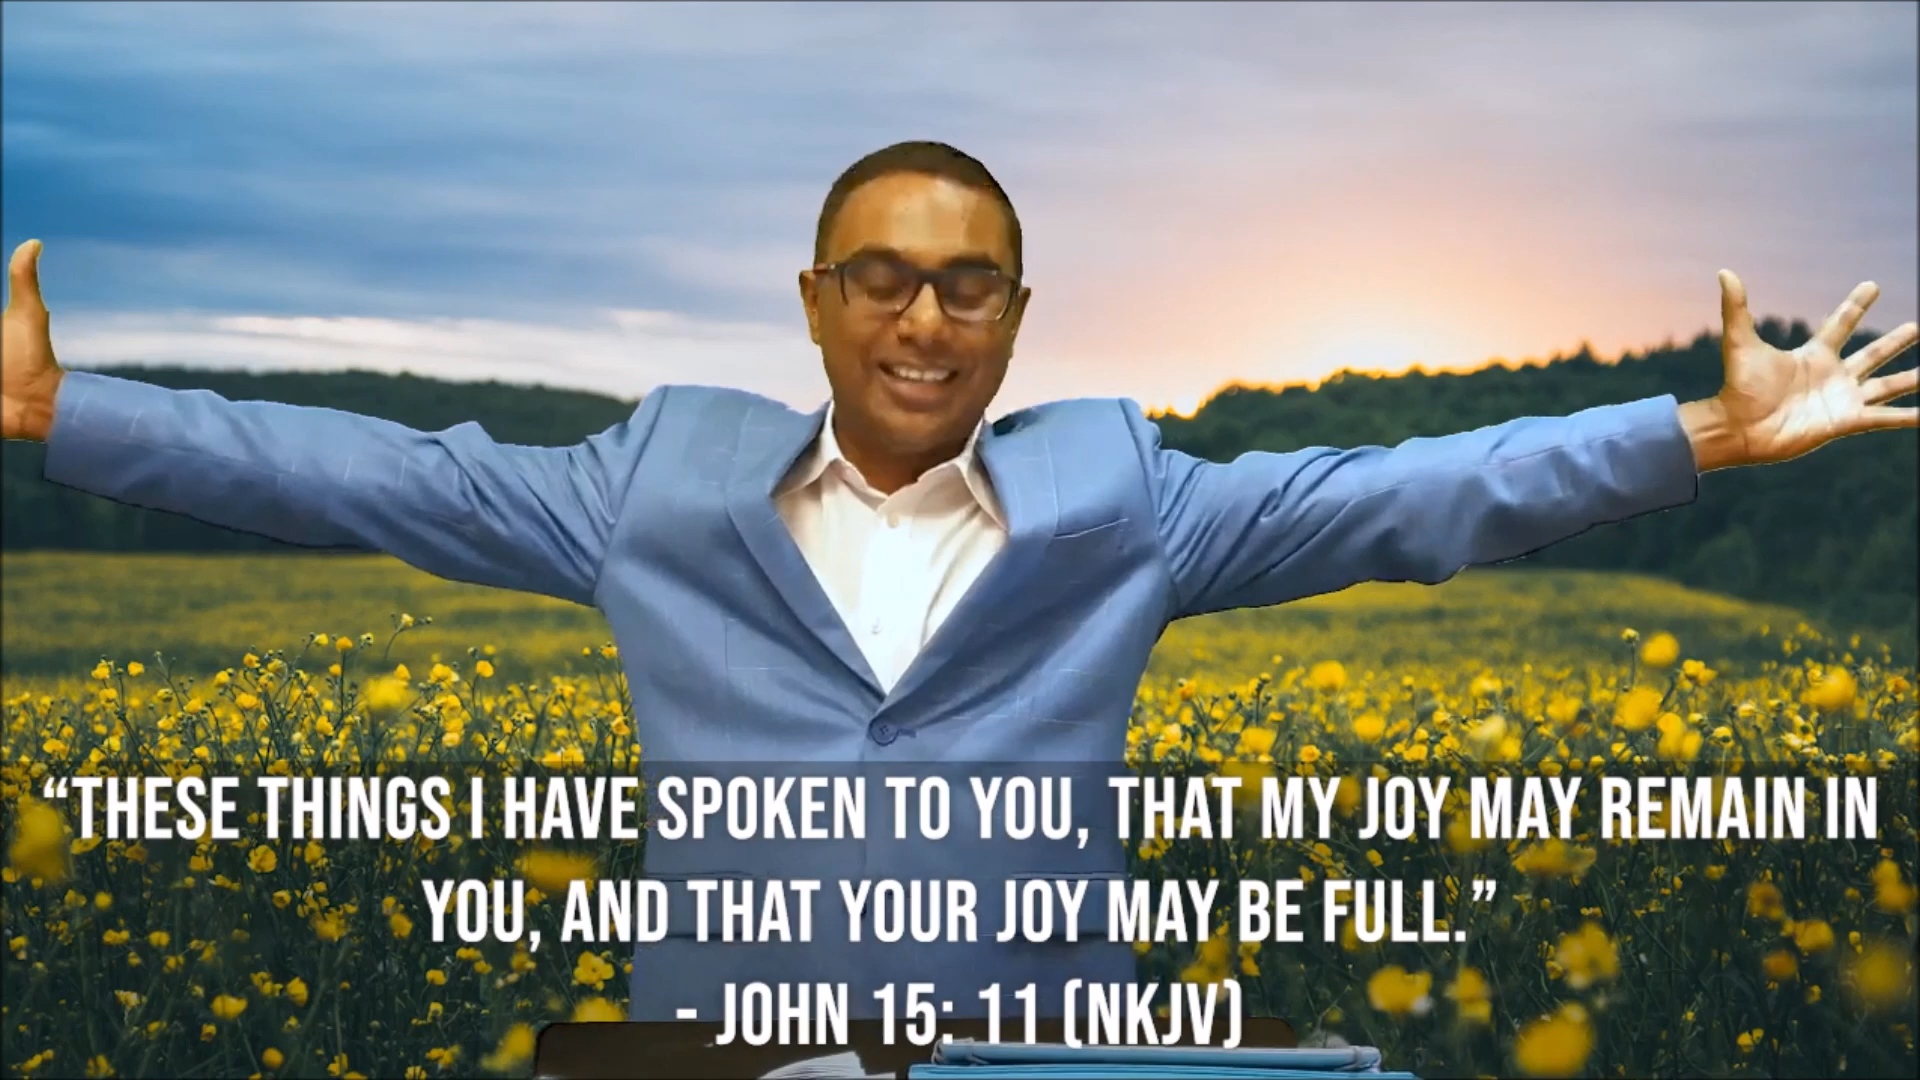 “THESE THINGS I HAVE SPOKEN TO YOU, THAT MY JOY MAY REMAIN IN
YOU, AND THAT YOUR JOY MAY BE FULL.”
- JOHN 15: 11 (NKJV)